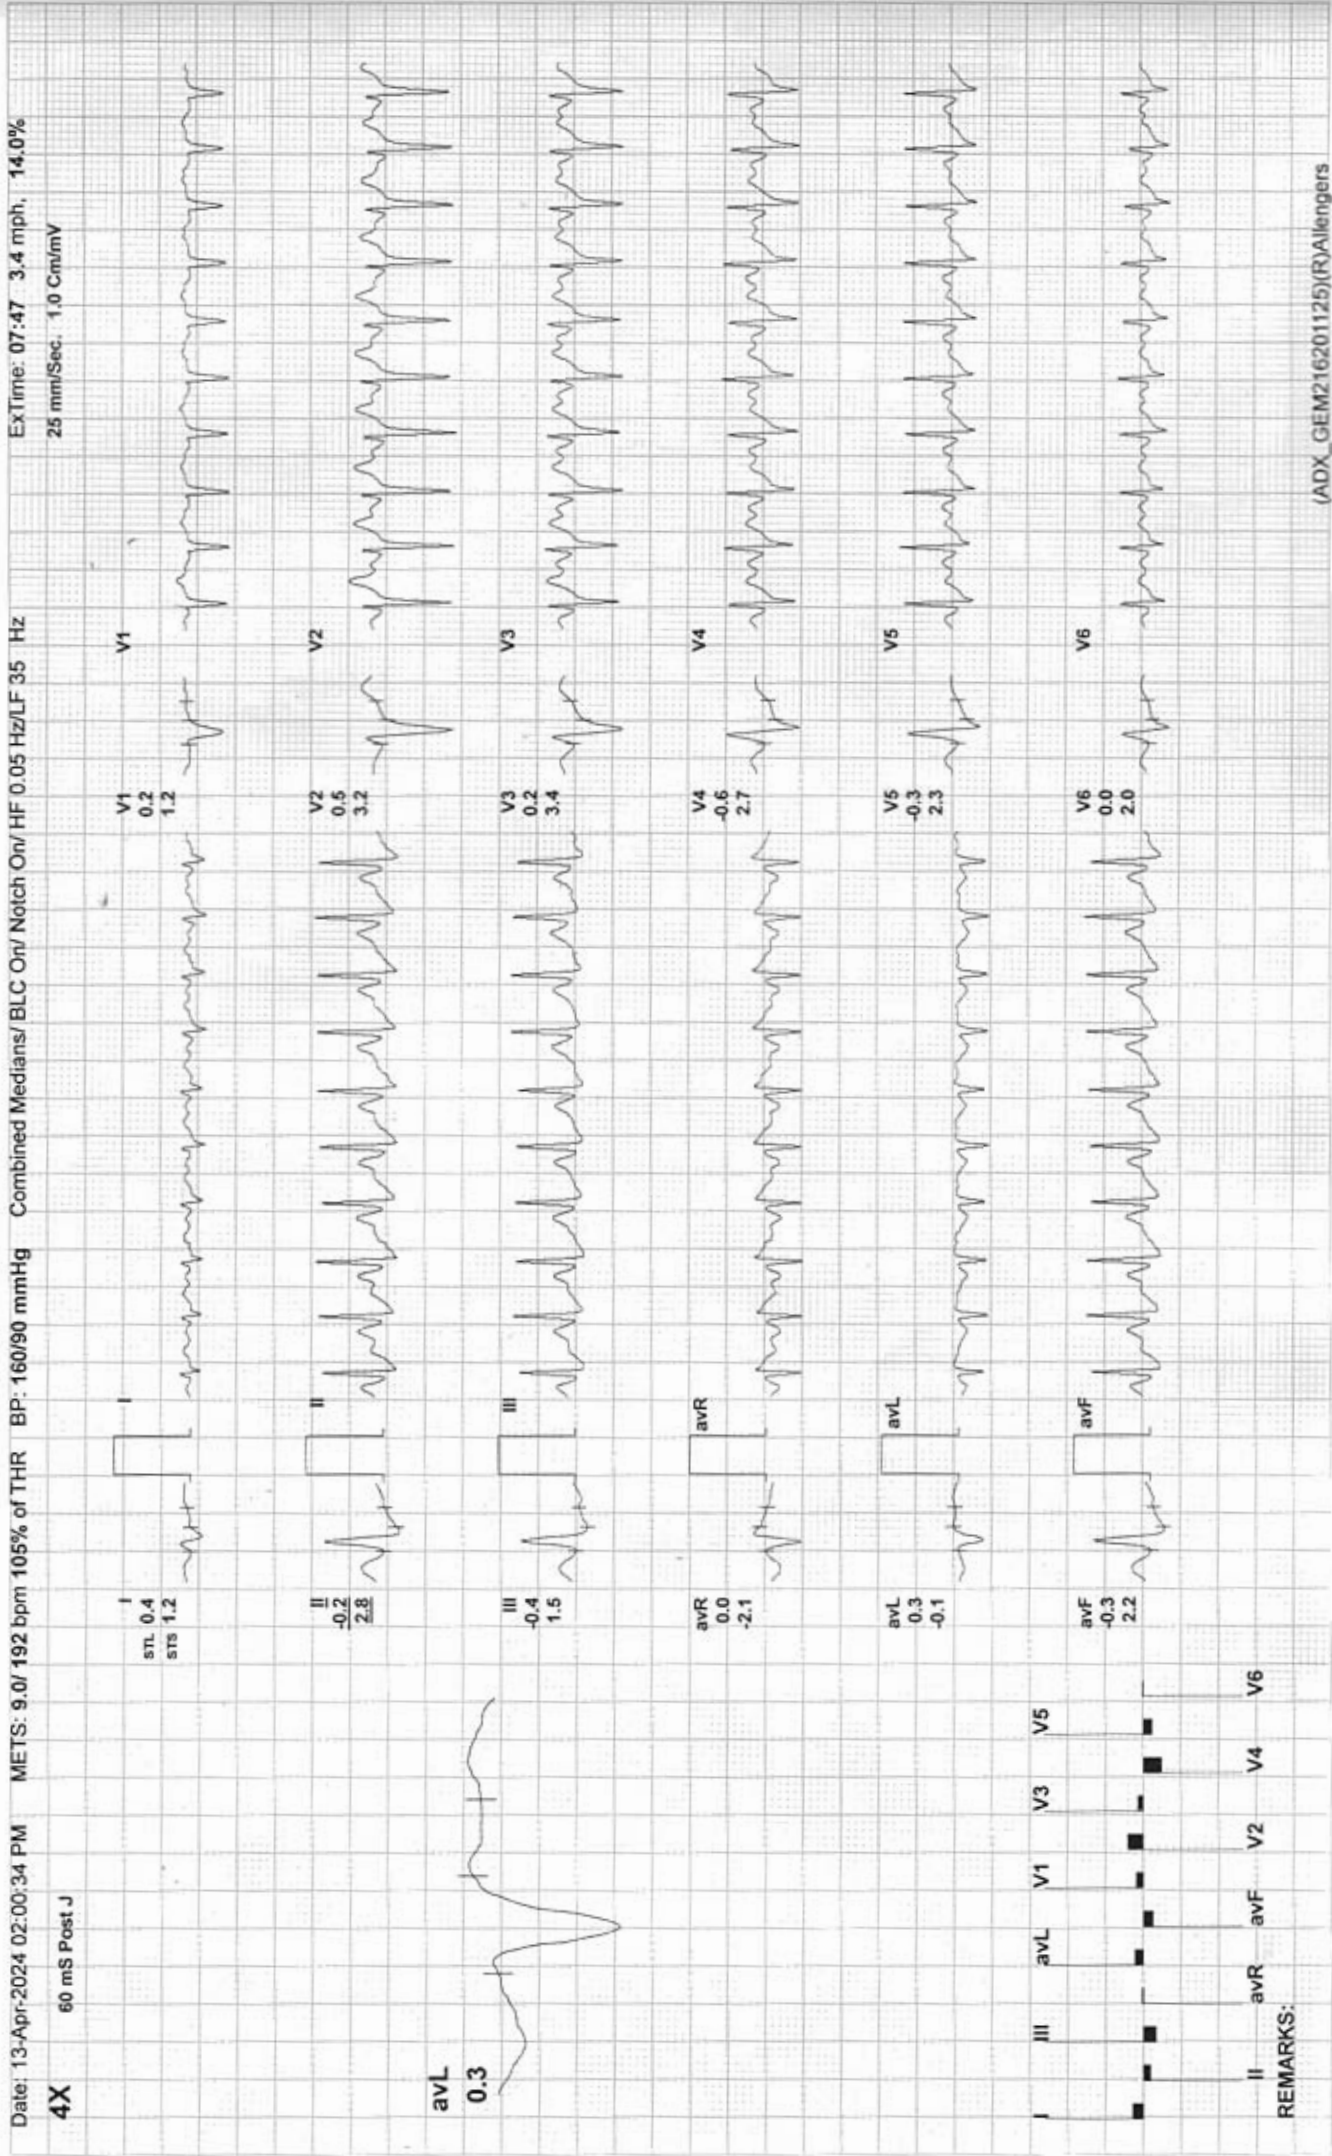 Date: 13-Apr-2024 02:00:34 PM METS: 9.0/ 192 bpm 105% of THR BP: 160/90 mmHg Combined Medians/ BLC On/ Notch On/ HF 0.05 Hz/LF 35 Hz ExTime: 07:47 3.4 mph, 14.0%
4X 60 mS Post J
25 mm/Sec. 1.0 Cm/mV
I
STL 0.4
STS 1.2
I
V1
0.2
1.2
V1
II
-0.2
2.8
II
V2
0.5
3.2
V2
avL
0.3
III
-0.4
1.5
III
V3
0.2
3.4
V3
avR
0.0
-2.1
avR
V4
-0.6
2.7
V4
avL
0.3
-0.1
avL
V5
-0.3
2.3
V5
avF
-0.3
2.2
avF
V6
0.0
2.0
V6
I III avL V1 V3 V5
II avR avF V2 V4 V6
REMARKS:
(ADX_GEM216201125)(R)Allengers